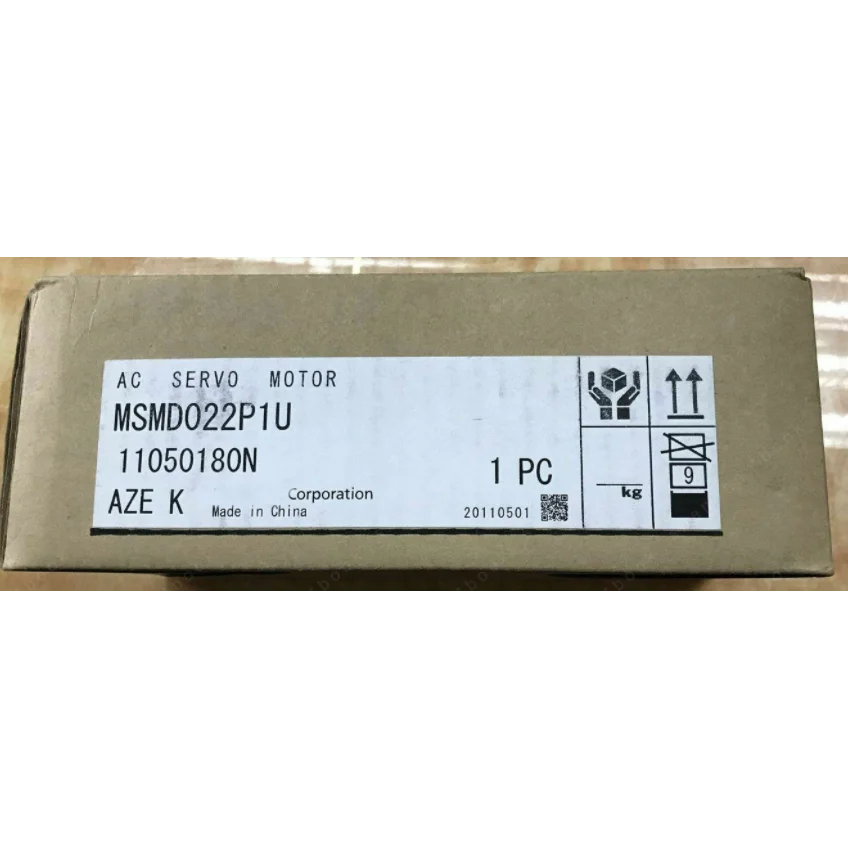 AC SERVO MOTOR
MSMD022P1U
11050180N
1 PC
AZE K
Corporation
Made in China
20110501
kg
9